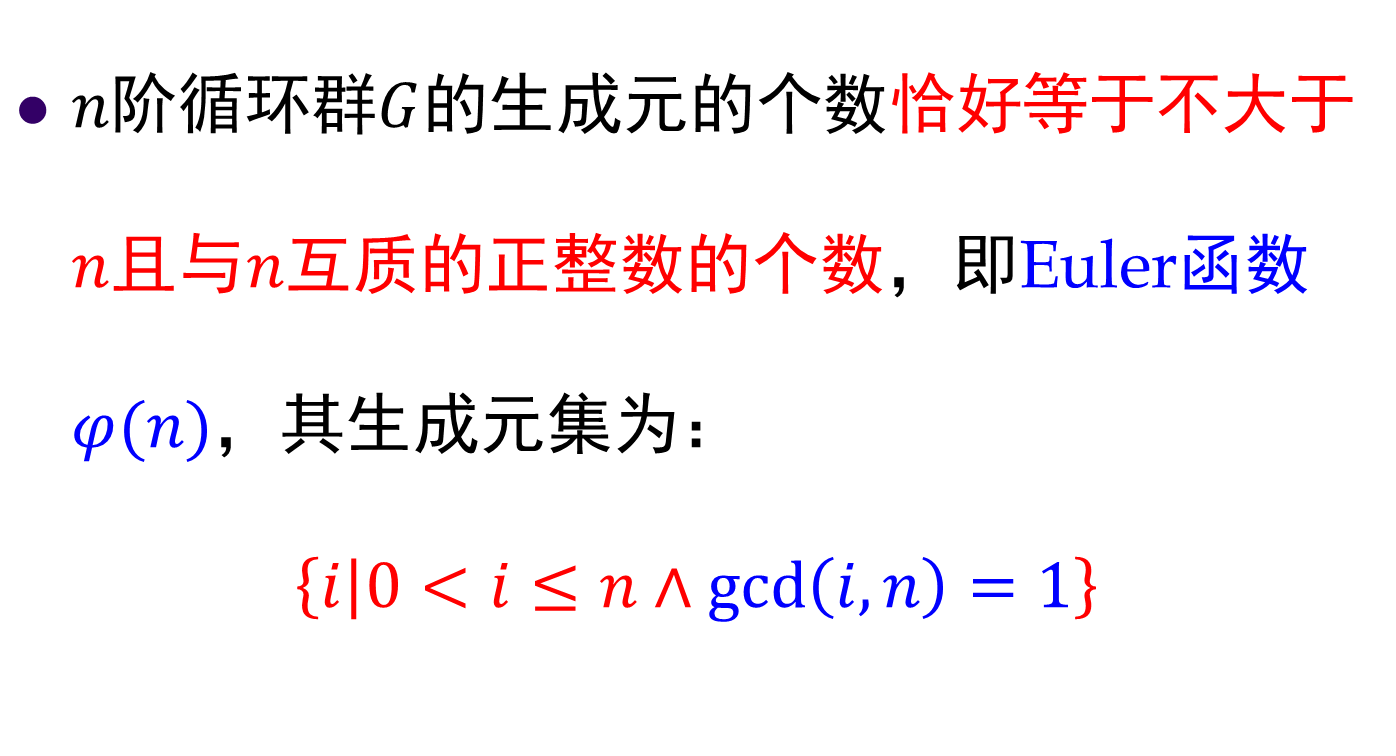 • n阶循环群G的生成元的个数恰好等于不大于
n且与n互质的正整数的个数，即Euler函数
φ(n)，其生成元集为：
{i|0 < i ≤ n ∧ gcd(i,n) = 1}